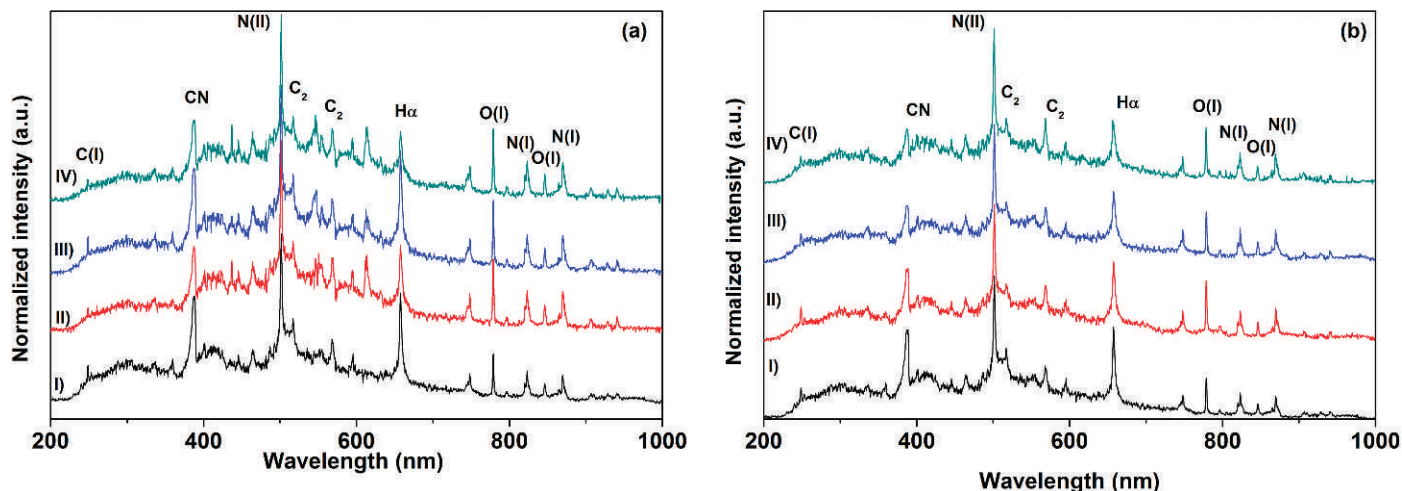 N(II)
(a)
C₂
C₂
CN
Hα
O(I)
N(I)
O(I)
N(I)
C(I)
IV)
III)
II)
I)
Normalized intensity (a.u.)
200 400 600 800 1000
Wavelength (nm)
N(II)
(b)
C₂
C₂
CN
Hα
O(I)
N(I)
O(I)
N(I)
C(I)
IV)
III)
II)
I)
Normalized intensity (a.u.)
200 400 600 800 1000
Wavelength (nm)